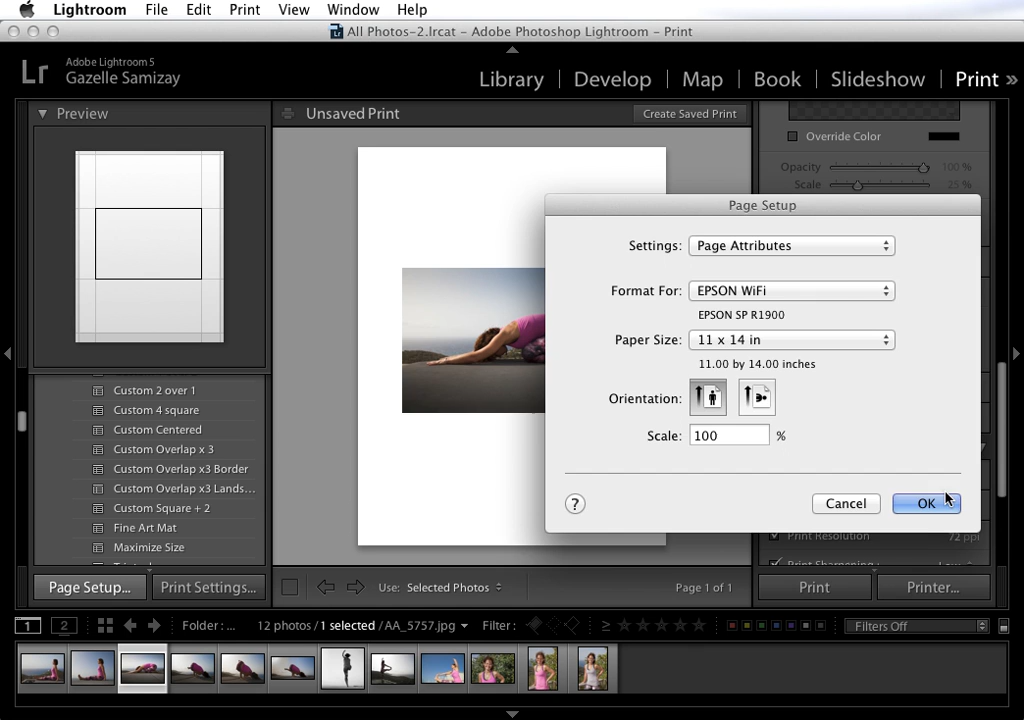 Lightroom File Edit Print View Window Help
All Photos-2.lrcat - Adobe Photoshop Lightroom - Print
Lr
Adobe Lightroom 5
Gazelle Samizay
Library Develop Map Book Slideshow Print »
Preview
Unsaved Print
Create Saved Print
Override Color
Opacity 100 %
Scale 25 %
Page Setup
Settings: Page Attributes
Format For: EPSON WiFi
EPSON SP R1900
Paper Size: 11 x 14 in
11.00 by 14.00 inches
Orientation:
Scale: 100 %
? Cancel OK
Custom 2 over 1
Custom 4 square
Custom Centered
Custom Overlap x 3
Custom Overlap x3 Border
Custom Overlap x3 Lands...
Custom Square + 2
Fine Art Mat
Maximize Size
Print Resolution 72 ppi
Print Sharpening
Page Setup... Print Settings...
Use: Selected Photos
Page 1 of 1
Print Printer...
1 2 Folder : ... 12 photos / 1 selected / AA_5757.jpg Filter : ≥ Filters Off